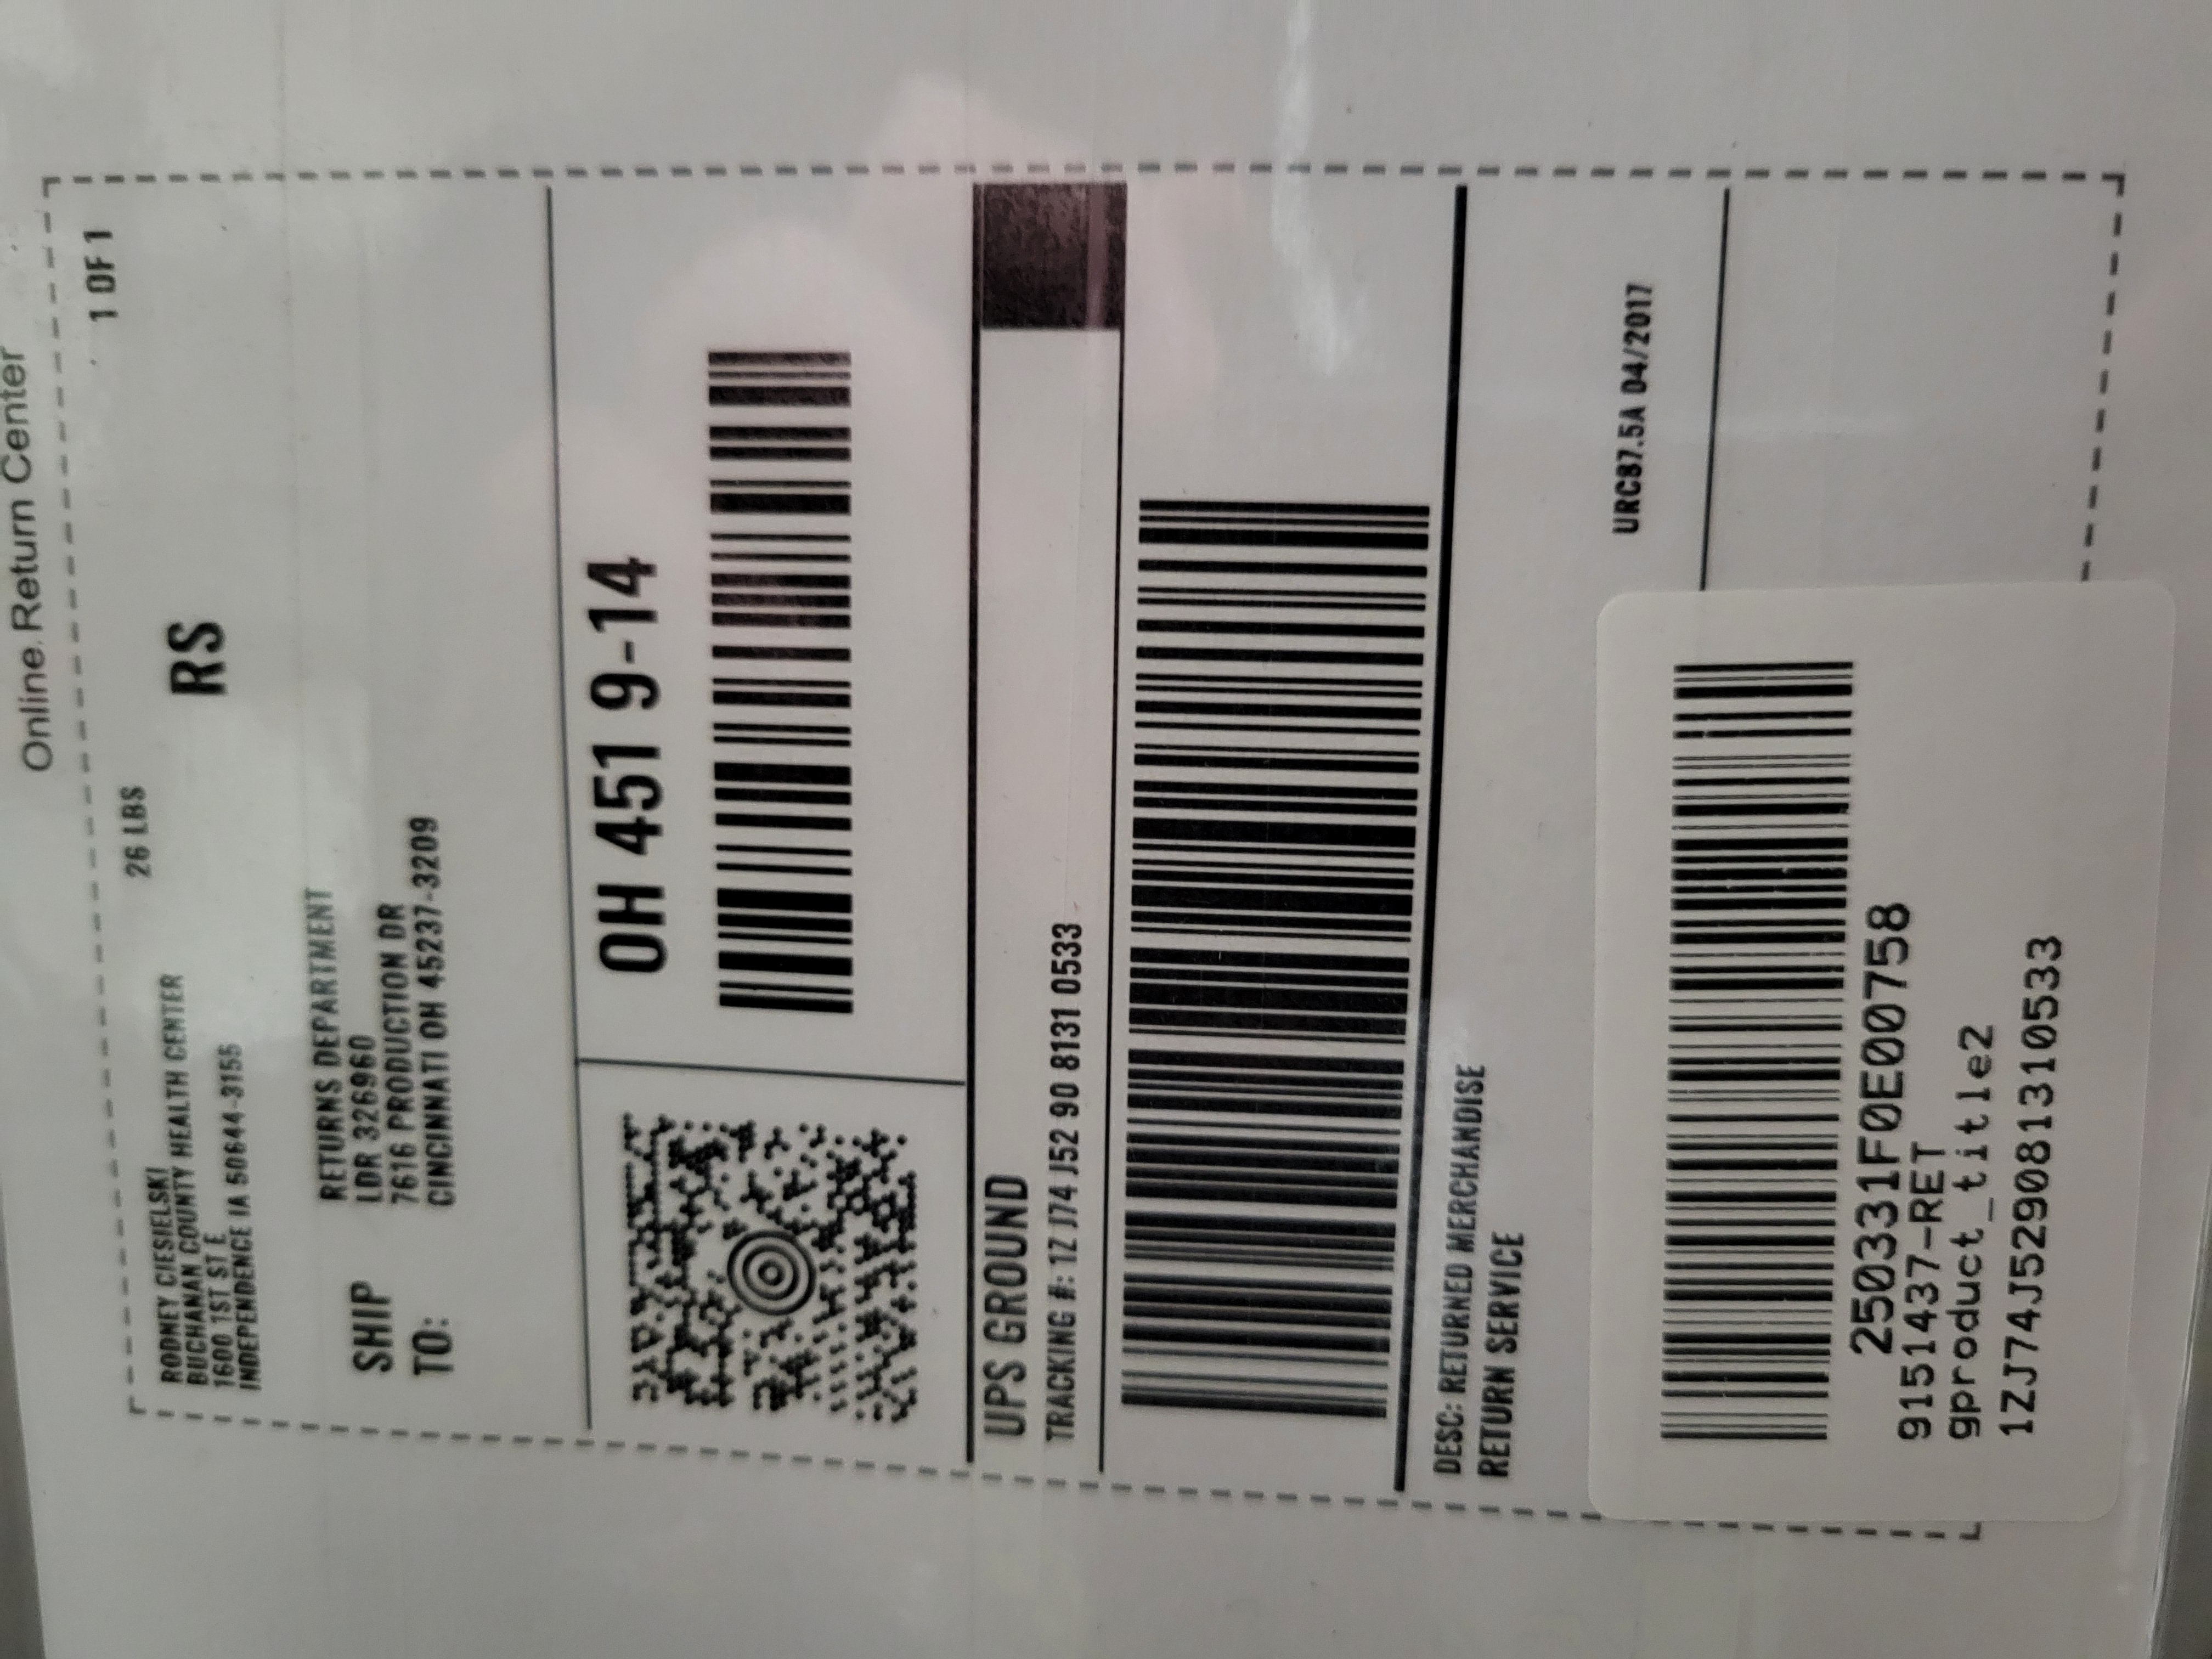 Online Return Center
1 OF 1
26 LBS
RODNEY CIESIELSKI
BUCHANAN COUNTY HEALTH CENTER
1600 1ST ST E
INDEPENDENCE IA 50644-3155
RS
SHIP
TO:
RETURNS DEPARTMENT
LDR 326960
7616 PRODUCTION DR
CINCINNATI OH 45237-3209
OH 451 9-14
UPS GROUND
TRACKING #: 1Z J74 J52 90 8131 0533
DESC: RETURNED MERCHANDISE
RETURN SERVICE
URC87.5A 04/2017
250331F0E00758
9151437-RET
gproduct_title2
1ZJ74J529081310533